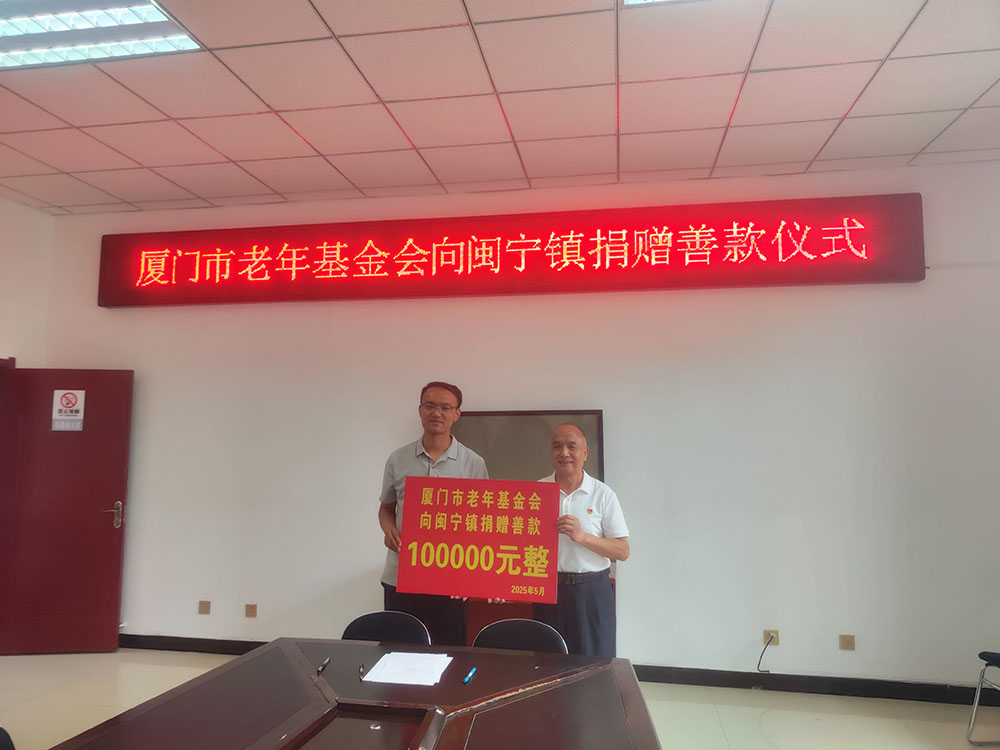 厦门市老年基金会向闽宁镇捐赠善款仪式
厦门市老年基金会
向闽宁镇捐赠善款
100000元整
2025年5月